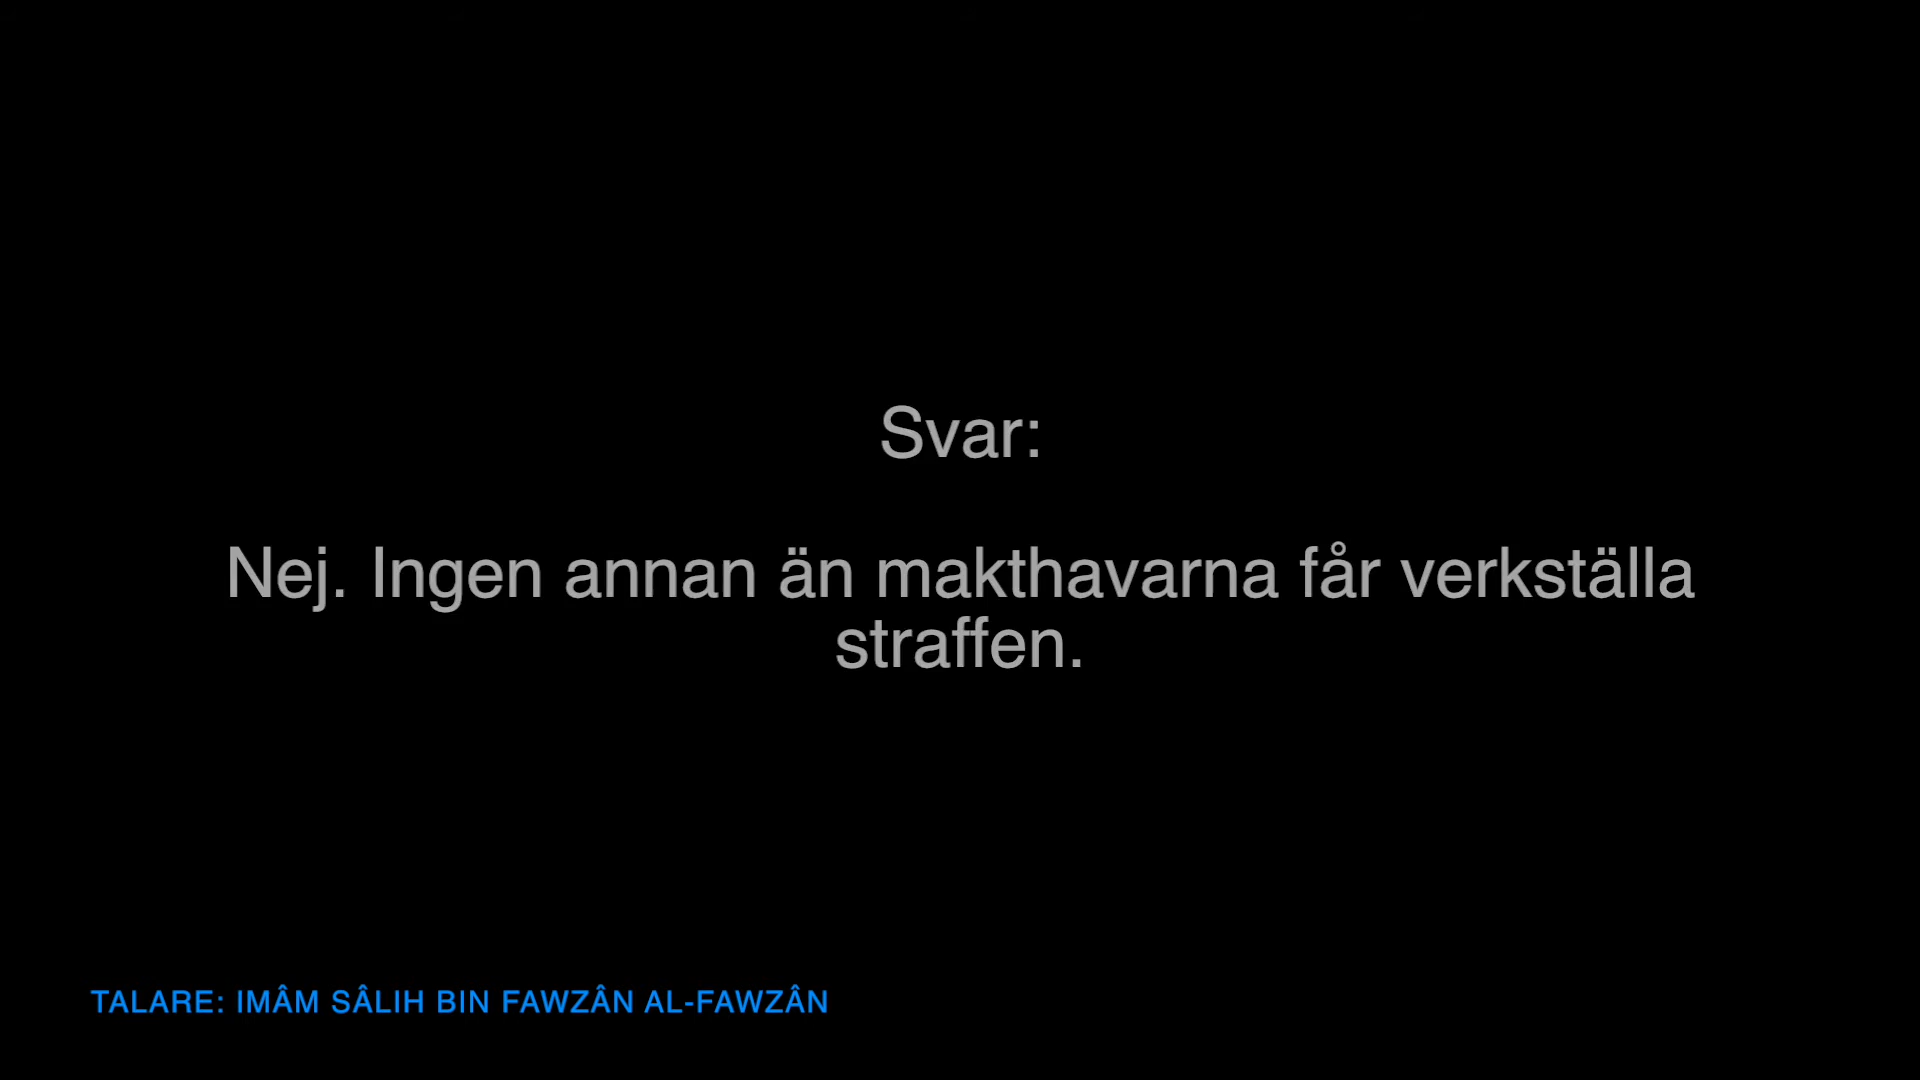 Svar:
Nej. Ingen annan än makthavarna får verkställa
straffen.
TALARE: IMÂM SÂLIH BIN FAWZÂN AL-FAWZÂN